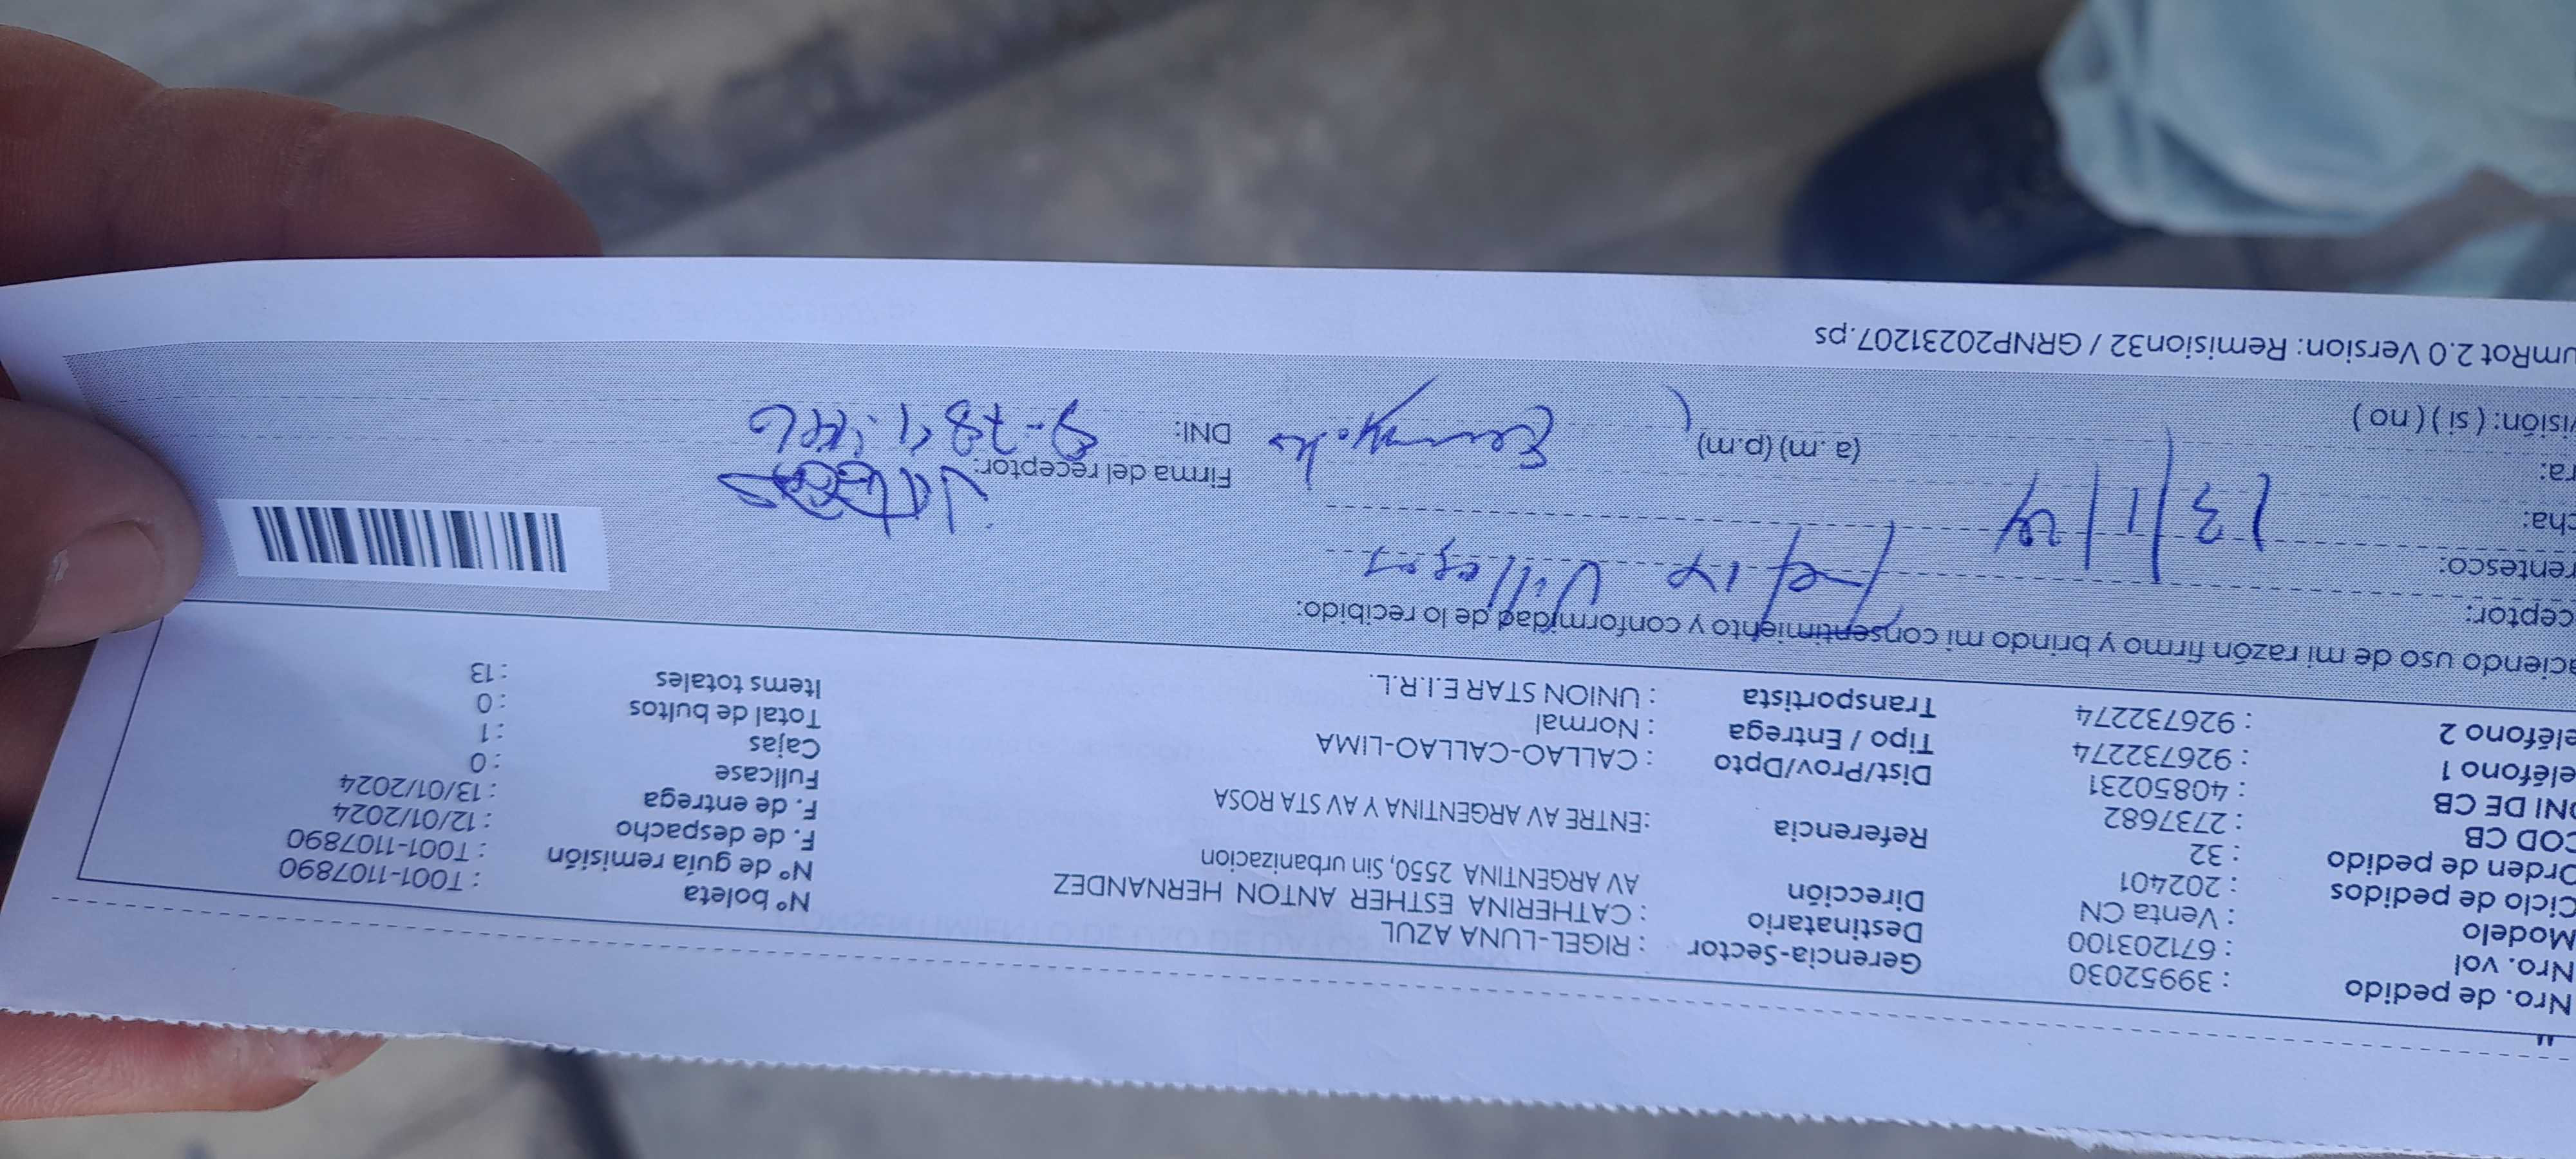 Nro. de pedido : 39952030 Gerencia-Sector : RIGEL-LUNA AZUL Nº boleta : T001-1107890
Nro. vol : 671203100 Destinatario : CATHERINA ESTHER ANTON HERNANDEZ Nº de guía remisión : T001-1107890
Modelo : Venta CN Dirección AV ARGENTINA 2550, Sin urbanizacion F. de despacho : 12/01/2024
Ciclo de pedidos : 202401 F. de entrega : 13/01/2024
Orden de pedido : 32 Referencia :ENTRE AV ARGENTINA Y AV STA ROSA Fullcase : 0
COD CB : 2737682 Cajas : 1
DNI DE CB : 40850231 Dist/Prov/Dpto : CALLAO-CALLAO-LIMA Total de bultos : 0
eléfono 1 : 926732274 Tipo / Entrega : Normal Items totales : 13
eléfono 2 : 926732274 Transportista : UNION STAR E.I.R.L.
aciendo uso de mi razón firmo y brindo mi consentimiento y conformidad de lo recibido:
ceptor: Villegas
rentesco:
cha: 13/1/24 Firma del receptor:
ra: (a .m) (p.m) DNI:
visión: ( si ) ( no )
umRot 2.0 Version: Remision32 / GRNP20231207.ps